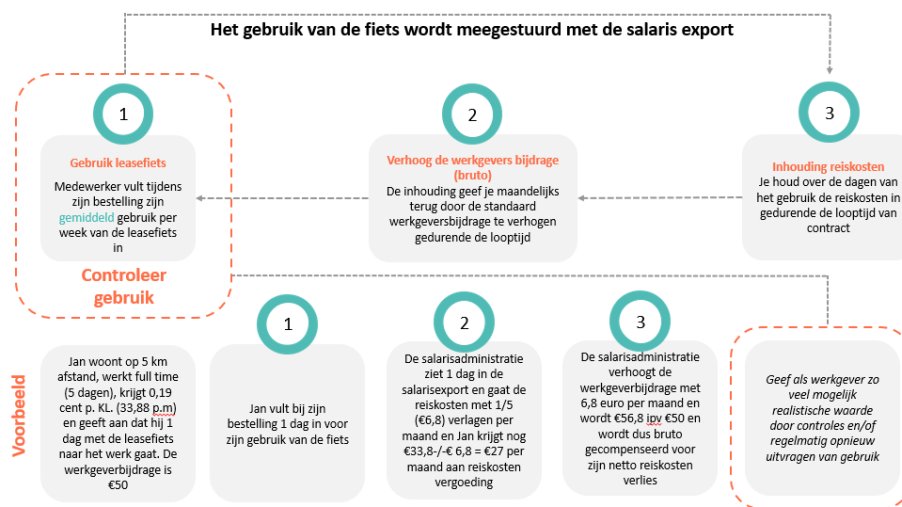 Het gebruik van de fiets wordt meegestuurd met de salaris export
1
Gebruik leasefiets
Medewerker vult tijdens
zijn bestelling zijn
gemiddeld gebruik per
week van de leasefiets
in
2
Verhoog de werkgevers bijdrage
(bruto)
De inhouding geef je maandelijks
terug door de standaard
werkgeversbijdrage te verhogen
gedurende de looptijd
3
Inhouding reiskosten
Je houd over de dagen van
het gebruik de reiskosten in
gedurende de looptijd van
contract
Controleer
gebruik
Voorbeeld
Jan woont op 5 km
afstand, werkt full time
(5 dagen), krijgt 0,19
cent p. KL. (33,88 p.m)
en geeft aan dat hij 1
dag met de leasefiets
naar het werk gaat. De
werkgeverbijdrage is
€50
1
Jan vult bij zijn
bestelling 1 dag in voor
zijn gebruik van de fiets
2
De salarisadministratie
ziet 1 dag in de
salarisexport en gaat de
reiskosten met 1/5
(€6,8) verlagen per
maand en Jan krijgt nog
€33,8-/-€ 6,8 = €27 per
maand aan reiskosten
vergoeding
3
De salarisadministratie
verhoogt de
werkgeverbijdrage met
6,8 euro per maand en
wordt €56,8 ipv €50 en
wordt dus bruto
gecompenseerd voor
zijn netto reiskosten
verlies
Geef als werkgever zo
veel mogelijk
realistische waarde
door controles en/of
regelmatig opnieuw
uitvragen van gebruik